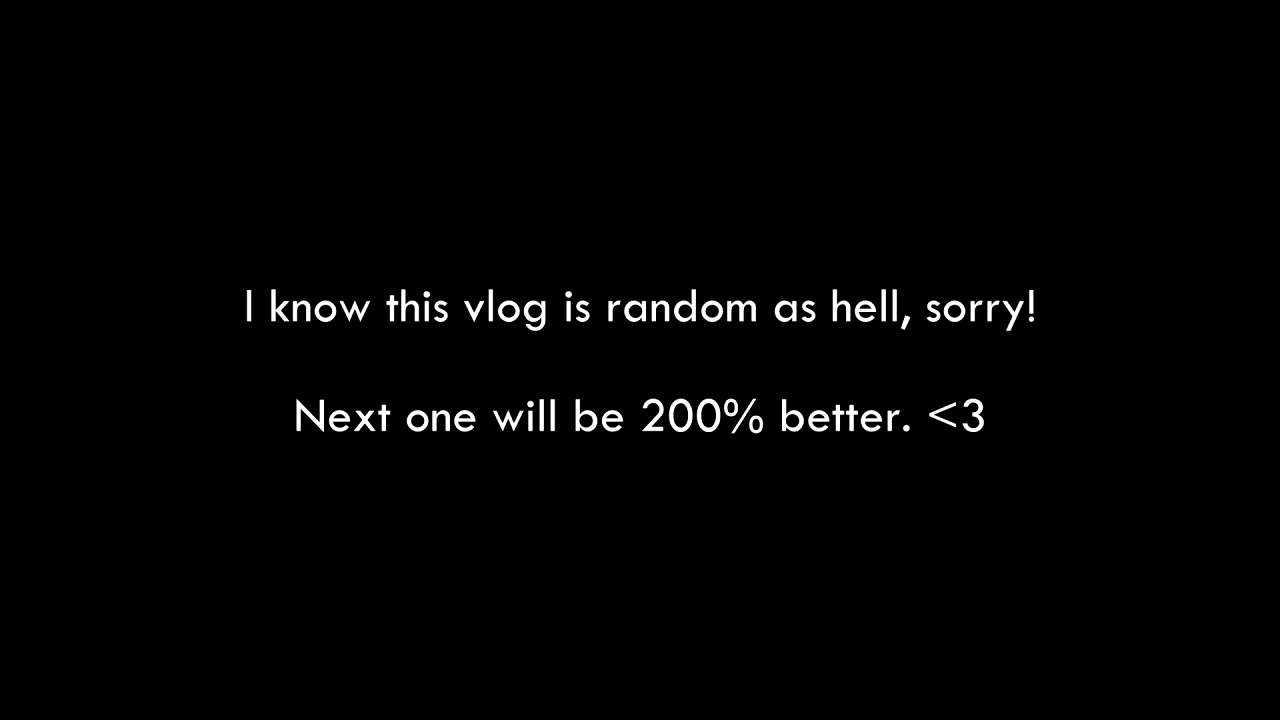 I know this vlog is random as hell, sorry!
Next one will be 200% better. <3